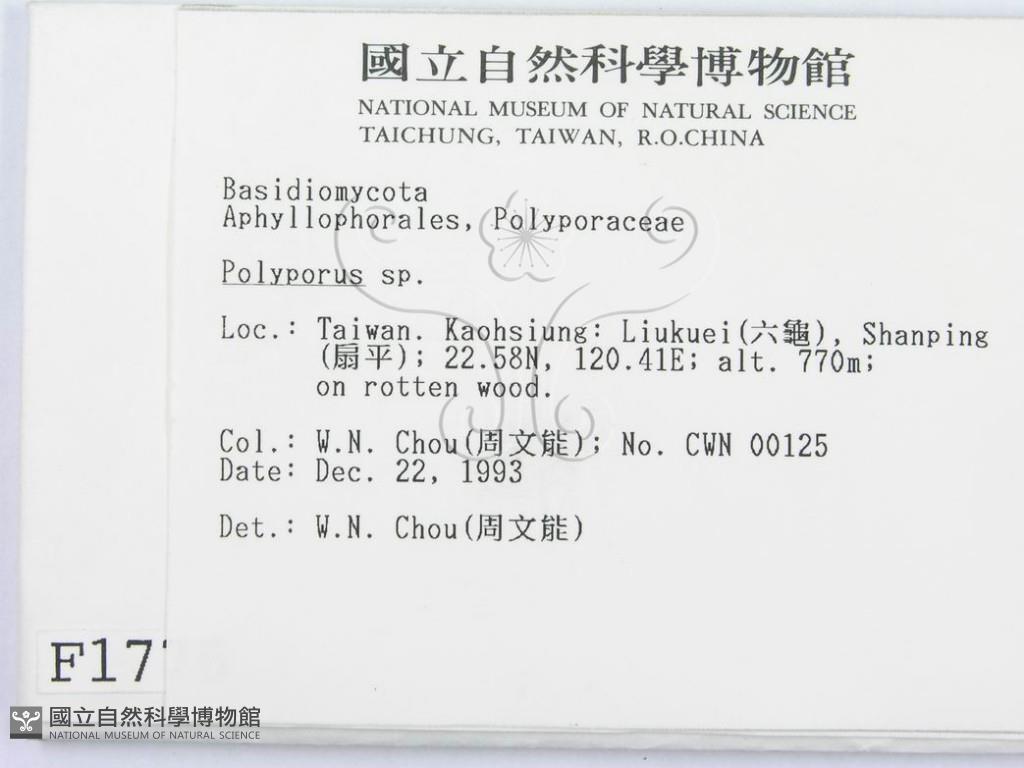 國立自然科學博物館
NATIONAL MUSEUM OF NATURAL SCIENCE
TAICHUNG, TAIWAN, R.O.CHINA
Basidiomycota
Aphyllophorales, Polyporaceae
Polyporus sp.
Loc.: Taiwan. Kaohsiung: Liukuei(六龜), Shanping
(扇平); 22.58N, 120.41E; alt. 770m;
on rotten wood.
Col.: W.N. Chou(周文能); No. CWN 00125
Date: Dec. 22, 1993
Det.: W.N. Chou(周文能)
國立自然科學博物館
NATIONAL MUSEUM OF NATURAL SCIENCE